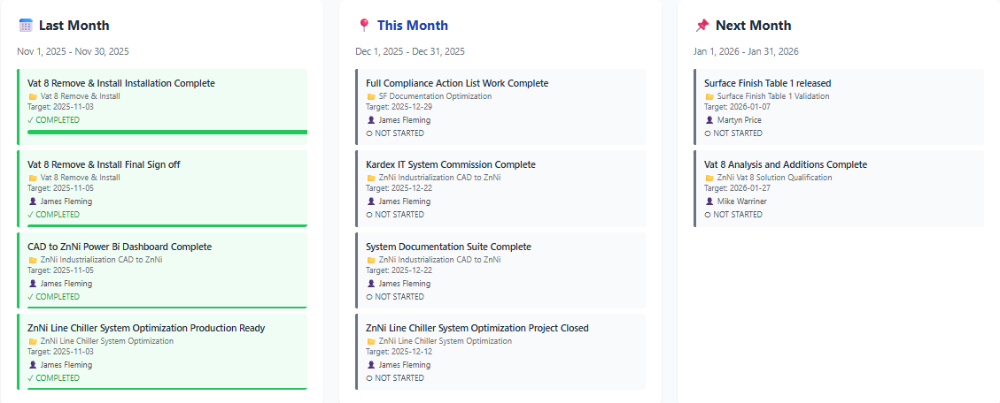 Last Month
Nov 1, 2025 - Nov 30, 2025
Vat 8 Remove & Install Installation Complete
Vat 8 Remove & Install
Target: 2025-11-03
✓ COMPLETED
Vat 8 Remove & Install Final Sign off
Vat 8 Remove & Install
Target: 2025-11-05
James Fleming
✓ COMPLETED
CAD to ZnNi Power Bi Dashboard Complete
ZnNi Industrialization CAD to ZnNi
Target: 2025-11-05
James Fleming
✓ COMPLETED
ZnNi Line Chiller System Optimization Production Ready
ZnNi Line Chiller System Optimization
Target: 2025-11-03
James Fleming
✓ COMPLETED
This Month
Dec 1, 2025 - Dec 31, 2025
Full Compliance Action List Work Complete
SF Documentation Optimization
Target: 2025-12-29
James Fleming
○ NOT STARTED
Kardex IT System Commission Complete
ZnNi Industrialization CAD to ZnNi
Target: 2025-12-22
James Fleming
○ NOT STARTED
System Documentation Suite Complete
ZnNi Industrialization CAD to ZnNi
Target: 2025-12-22
James Fleming
○ NOT STARTED
ZnNi Line Chiller System Optimization Project Closed
ZnNi Line Chiller System Optimization
Target: 2025-12-12
James Fleming
○ NOT STARTED
Next Month
Jan 1, 2026 - Jan 31, 2026
Surface Finish Table 1 released
Surface Finish Table 1 Validation
Target: 2026-01-07
Martyn Price
○ NOT STARTED
Vat 8 Analysis and Additions Complete
ZnNi Vat 8 Solution Qualification
Target: 2026-01-27
Mike Warriner
○ NOT STARTED